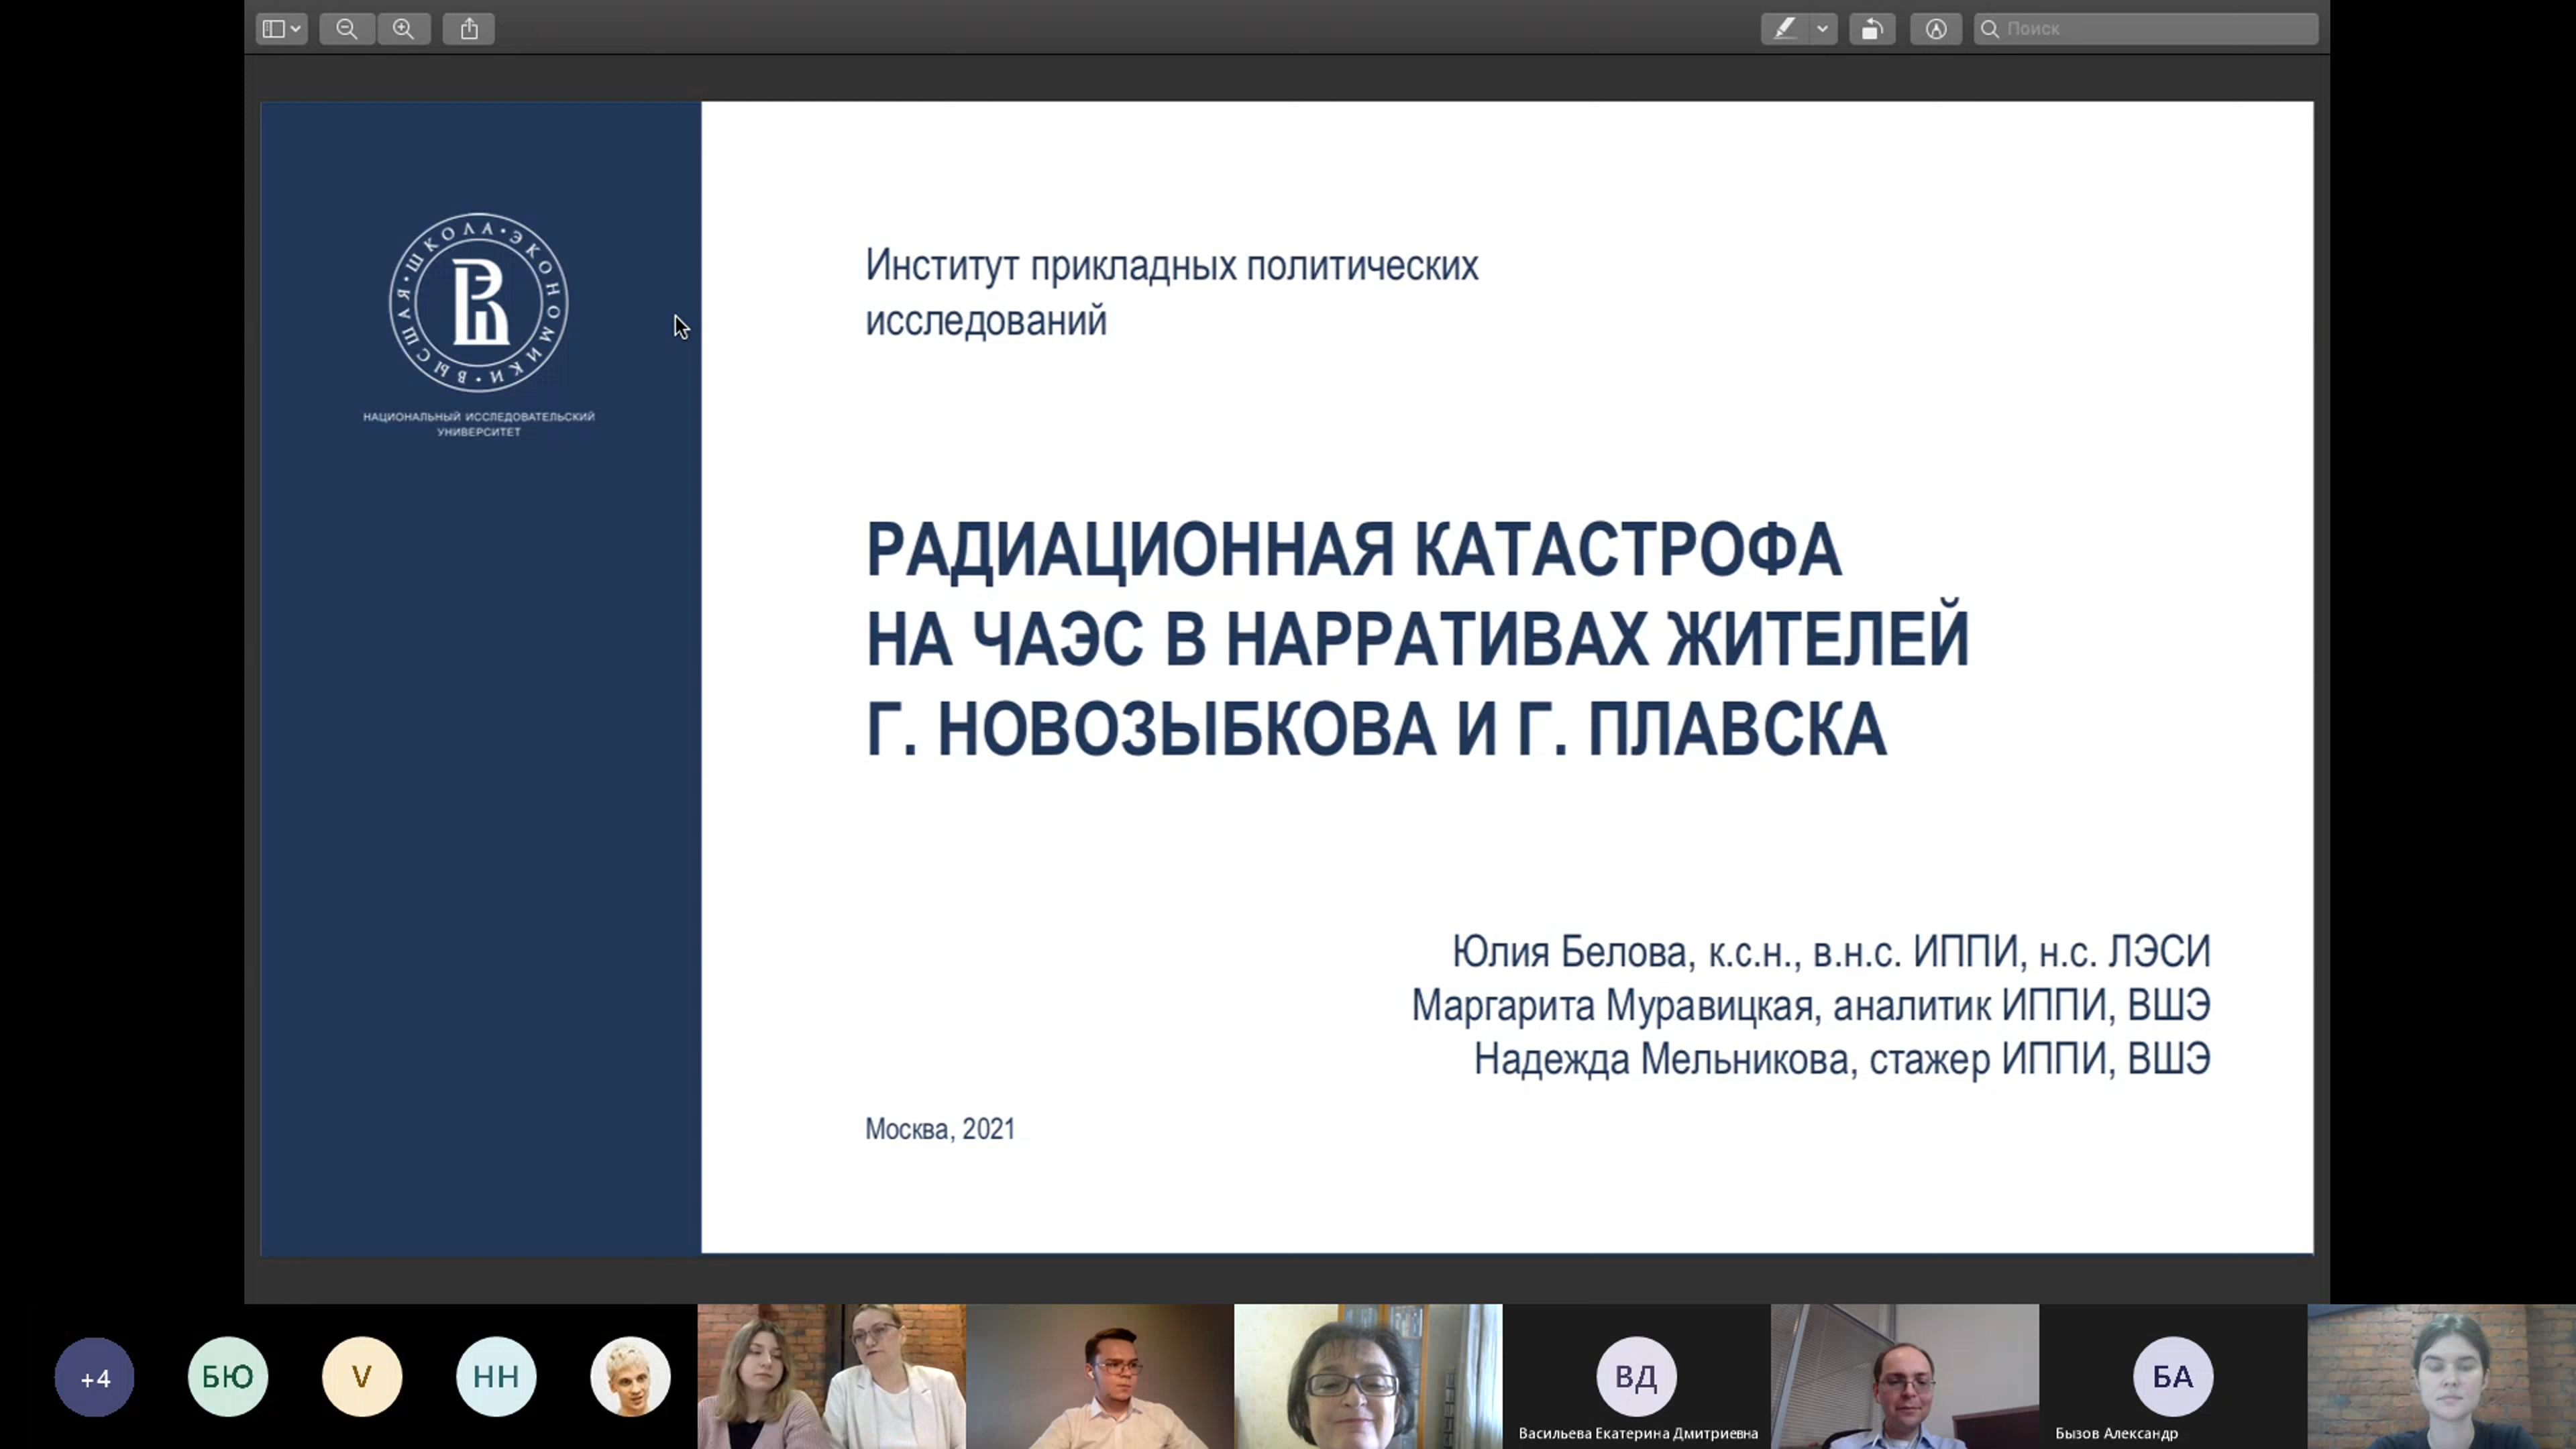 Поиск
ВЫСШАЯ • ШКОЛА • ЭКОНОМИКИ •
НАЦИОНАЛЬНЫЙ ИССЛЕДОВАТЕЛЬСКИЙ
УНИВЕРСИТЕТ
Институт прикладных политических
исследований
РАДИАЦИОННАЯ КАТАСТРОФА
НА ЧАЭС В НАРРАТИВАХ ЖИТЕЛЕЙ
Г. НОВОЗЫБКОВА И Г. ПЛАВСКА
Юлия Белова, к.с.н., в.н.с. ИППИ, н.с. ЛЭСИ
Маргарита Муравицкая, аналитик ИППИ, ВШЭ
Надежда Мельникова, стажер ИППИ, ВШЭ
Москва, 2021
+4
БЮ
V
НН
ВД
Васильева Екатерина Дмитриевна
БА
Бызов Александр